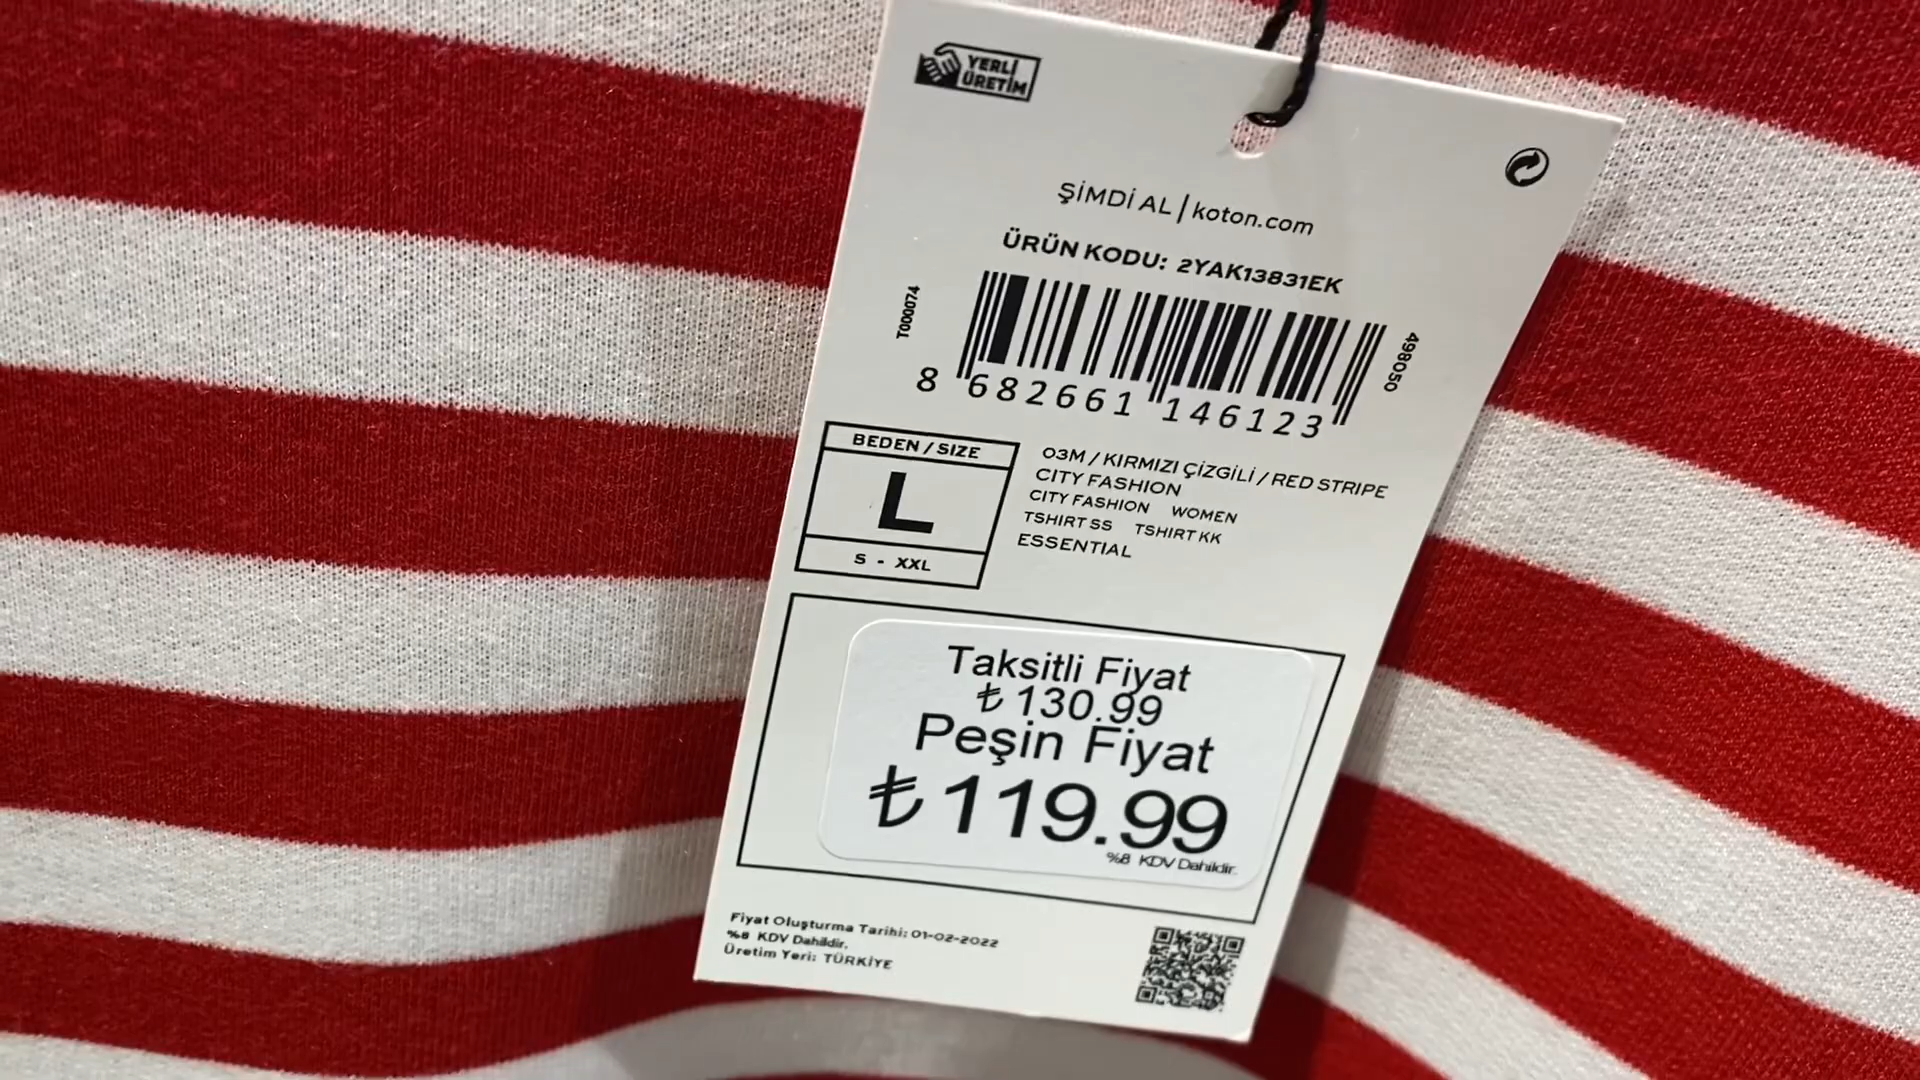 YERLİ
ÜRETİM
ŞİMDİ AL | koton.com
ÜRÜN KODU: 2YAK13831EK
T000074
498050
8 682661 146123
BEDEN / SIZE
L
S - XXL
03M / KIRMIZI ÇİZGİLİ / RED STRIPE
CITY FASHION
CITY FASHION WOMEN
TSHIRT SS TSHIRT KK
ESSENTIAL
Taksitli Fiyat
₺ 130.99
Peşin Fiyat
₺ 119.99
%8 KDV Dahildir.
Fiyat Oluşturma Tarihi: 01-02-2022
%8 KDV Dahildir.
Üretim Yeri: TÜRKİYE